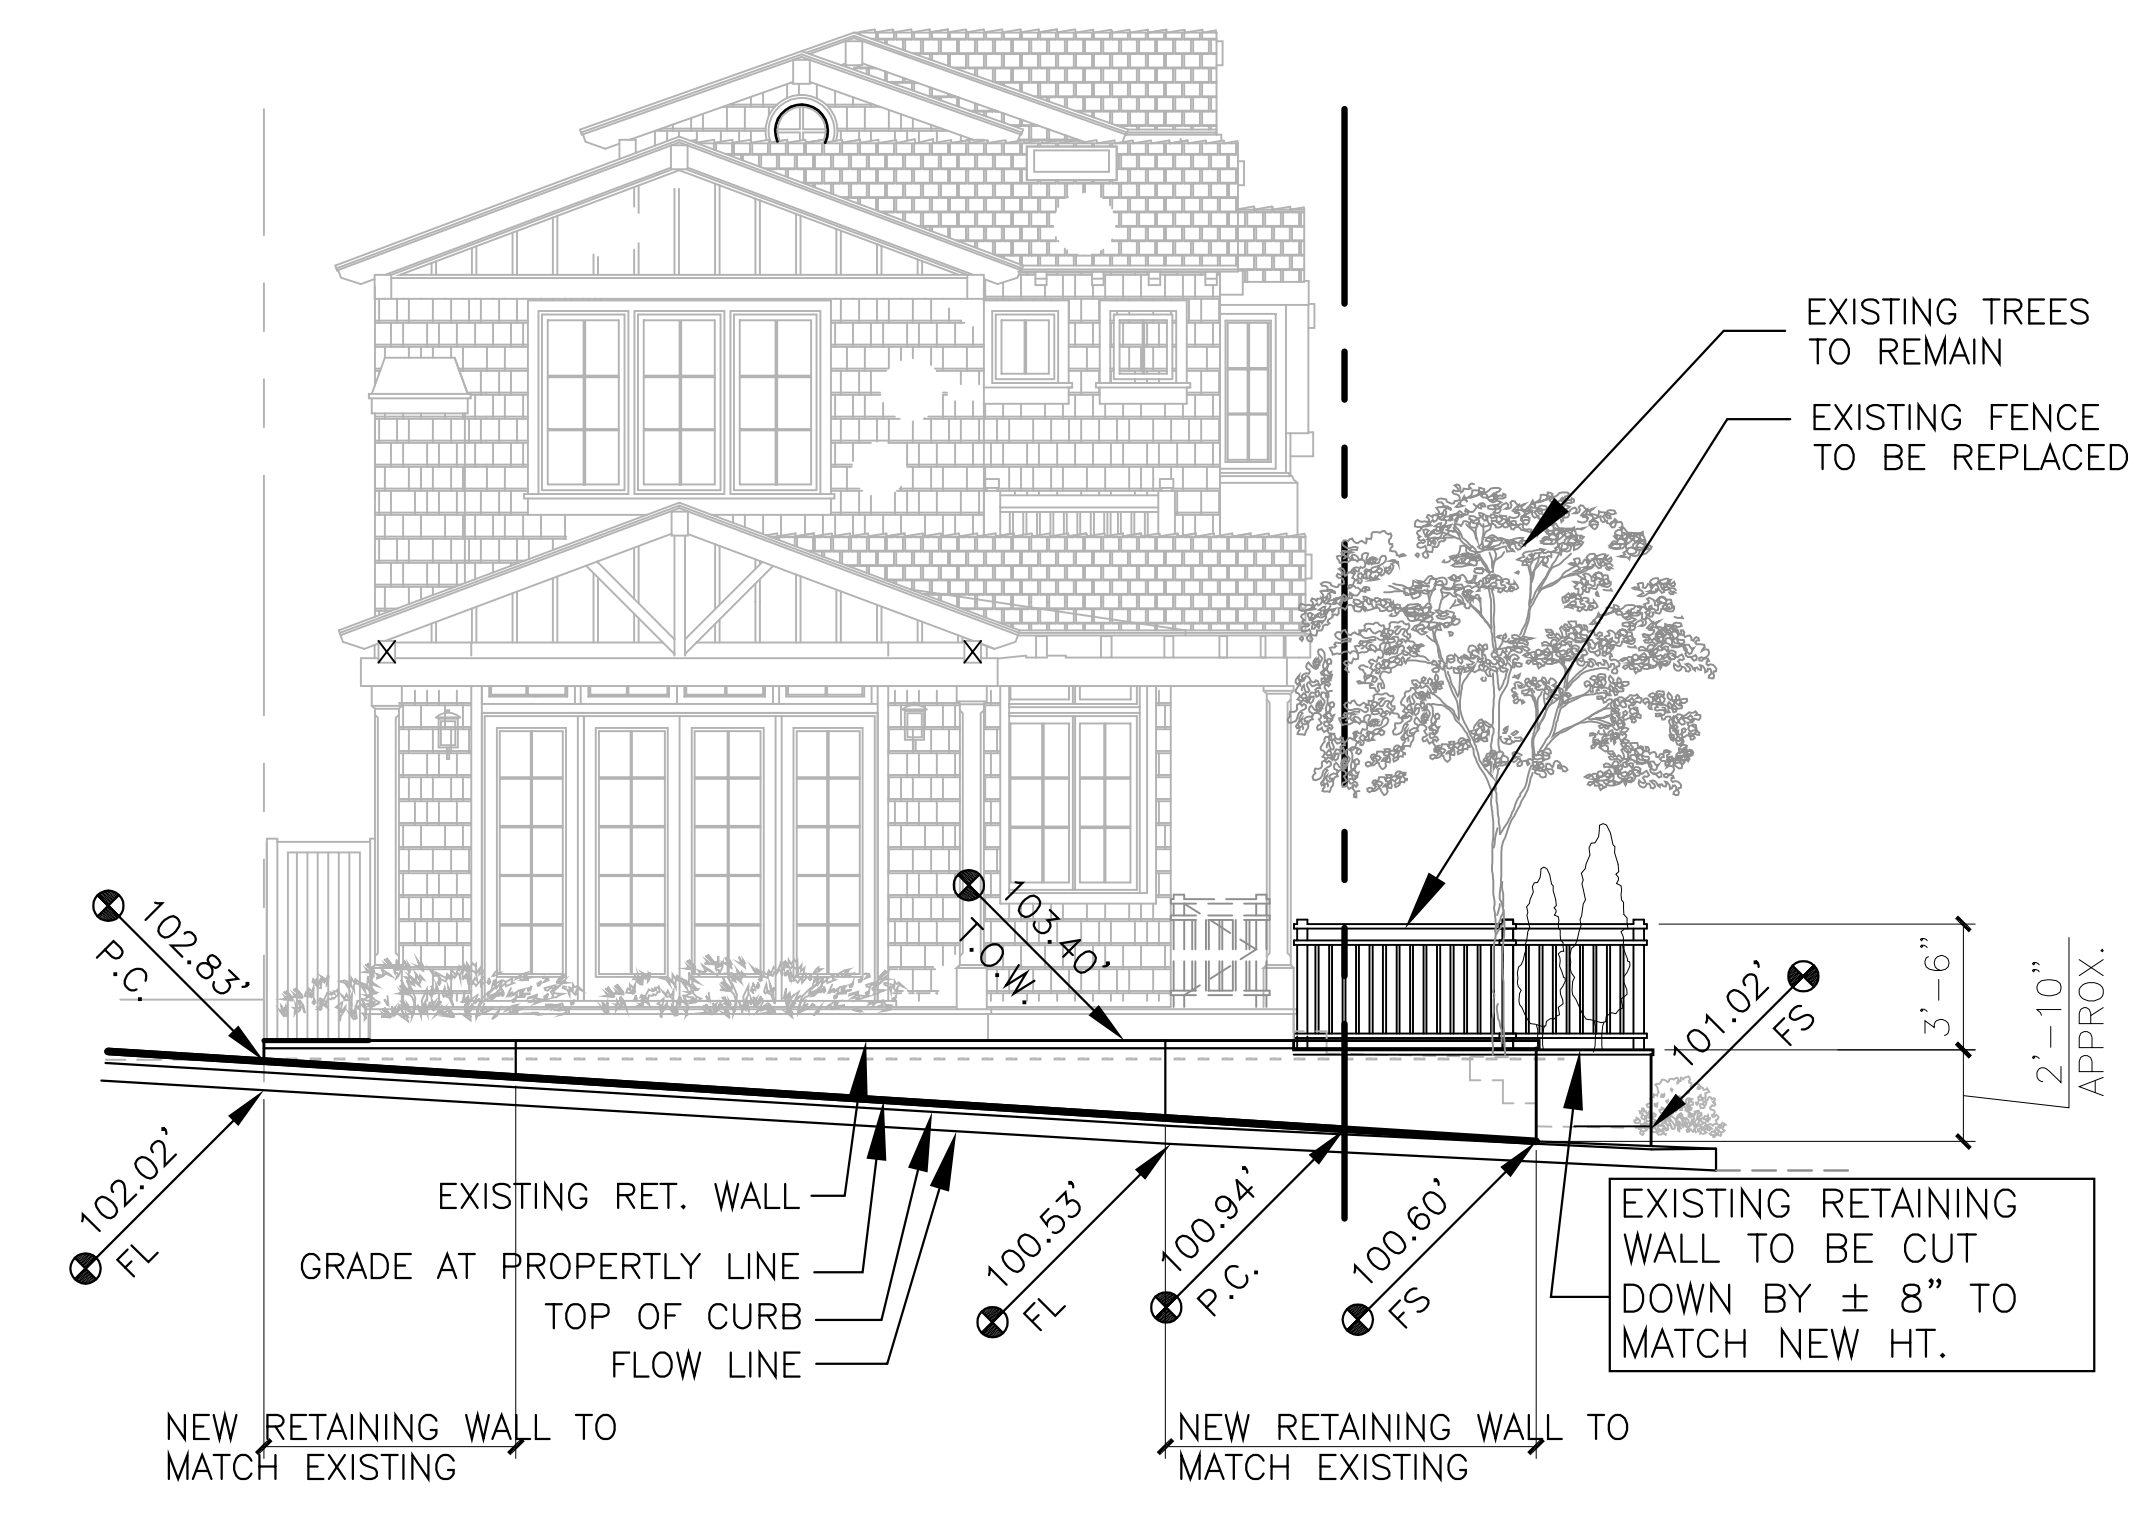 EXISTING TREES
TO REMAIN
EXISTING FENCE
TO BE REPLACED
102.83'
P.C.
103.40'
T.O.W.
101.02'
FS
3'-6"
2'-10"
APPROX.
102.02'
FL
EXISTING RET. WALL
GRADE AT PROPERTLY LINE
TOP OF CURB
FLOW LINE
100.53'
FL
100.94'
P.C.
100.60'
FS
EXISTING RETAINING
WALL TO BE CUT
DOWN BY ± 8" TO
MATCH NEW HT.
NEW RETAINING WALL TO
MATCH EXISTING
NEW RETAINING WALL TO
MATCH EXISTING